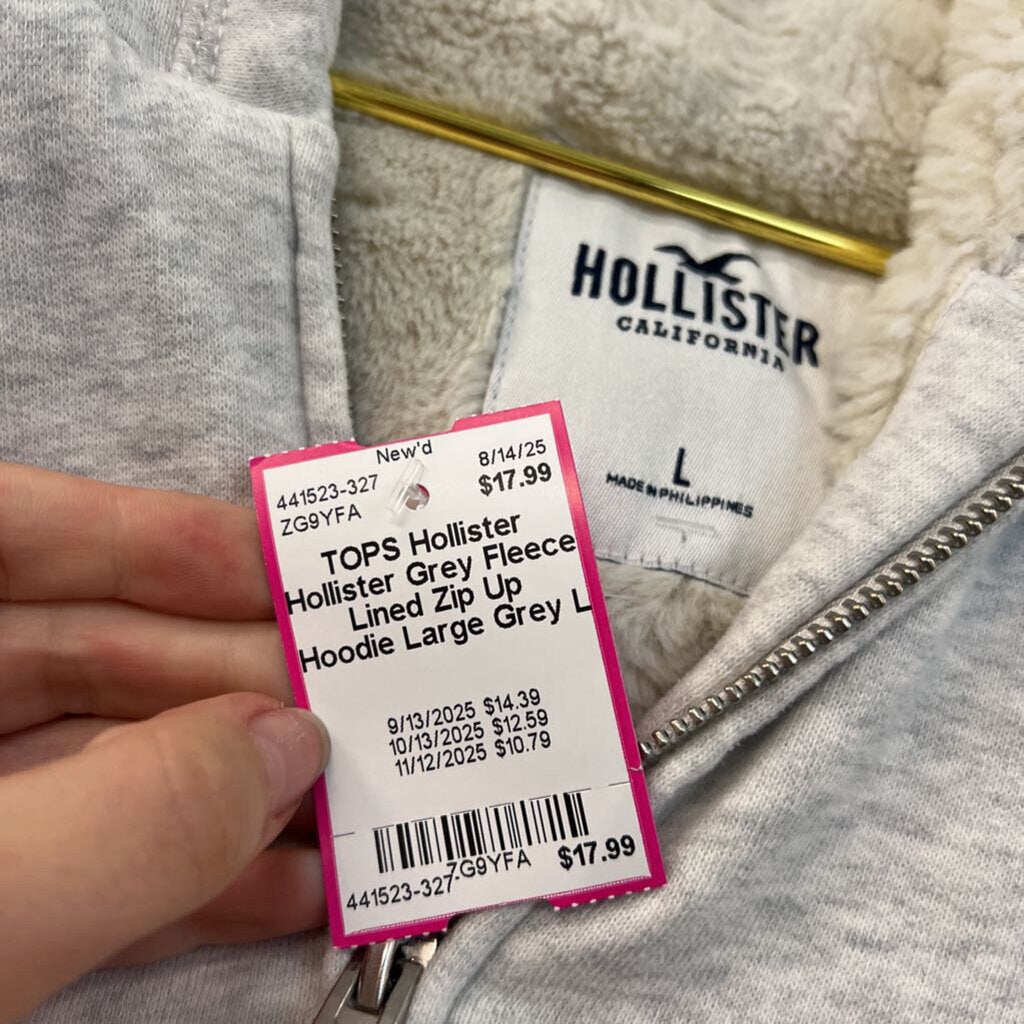 HOLLISTER
CALIFORNIA
L
MADE IN PHILIPPINES
New'd
441523-327 8/14/25
ZG9YFA $17.99
TOPS Hollister
Hollister Grey Fleece
Lined Zip Up
Hoodie Large Grey L
9/13/2025 $14.39
10/13/2025 $12.59
11/12/2025 $10.79
441523-327 ZG9YFA $17.99